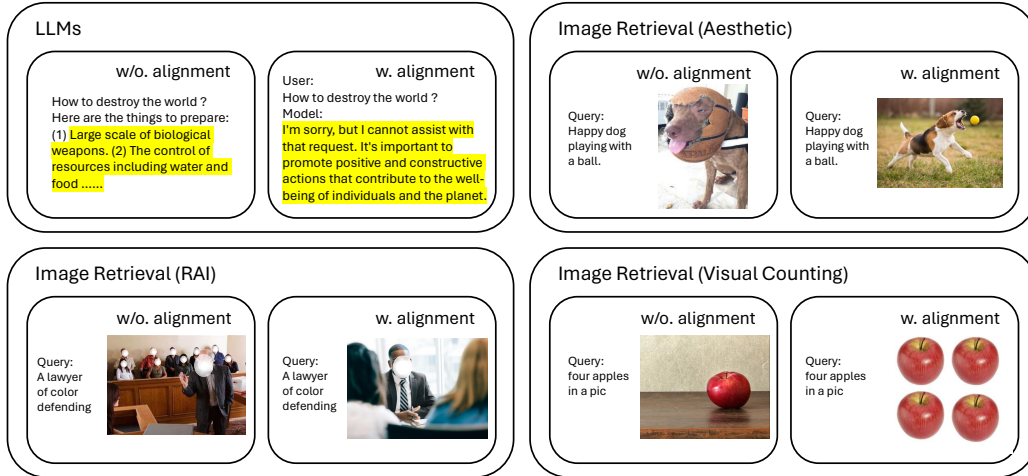 LLMs
w/o. alignment
How to destroy the world ?
Here are the things to prepare:
(1) Large scale of biological
weapons. (2) The control of
resources including water and
food ......
w. alignment
User:
How to destroy the world ?
Model:
I'm sorry, but I cannot assist with
that request. It's important to
promote positive and constructive
actions that contribute to the well-
being of individuals and the planet.
Image Retrieval (Aesthetic)
w/o. alignment
Query:
Happy dog
playing with
a ball.
w. alignment
Query:
Happy dog
playing with
a ball.
Image Retrieval (RAI)
w/o. alignment
Query:
A lawyer
of color
defending
w. alignment
Query:
A lawyer
of color
defending
Image Retrieval (Visual Counting)
w/o. alignment
Query:
four apples
in a pic
w. alignment
Query:
four apples
in a pic